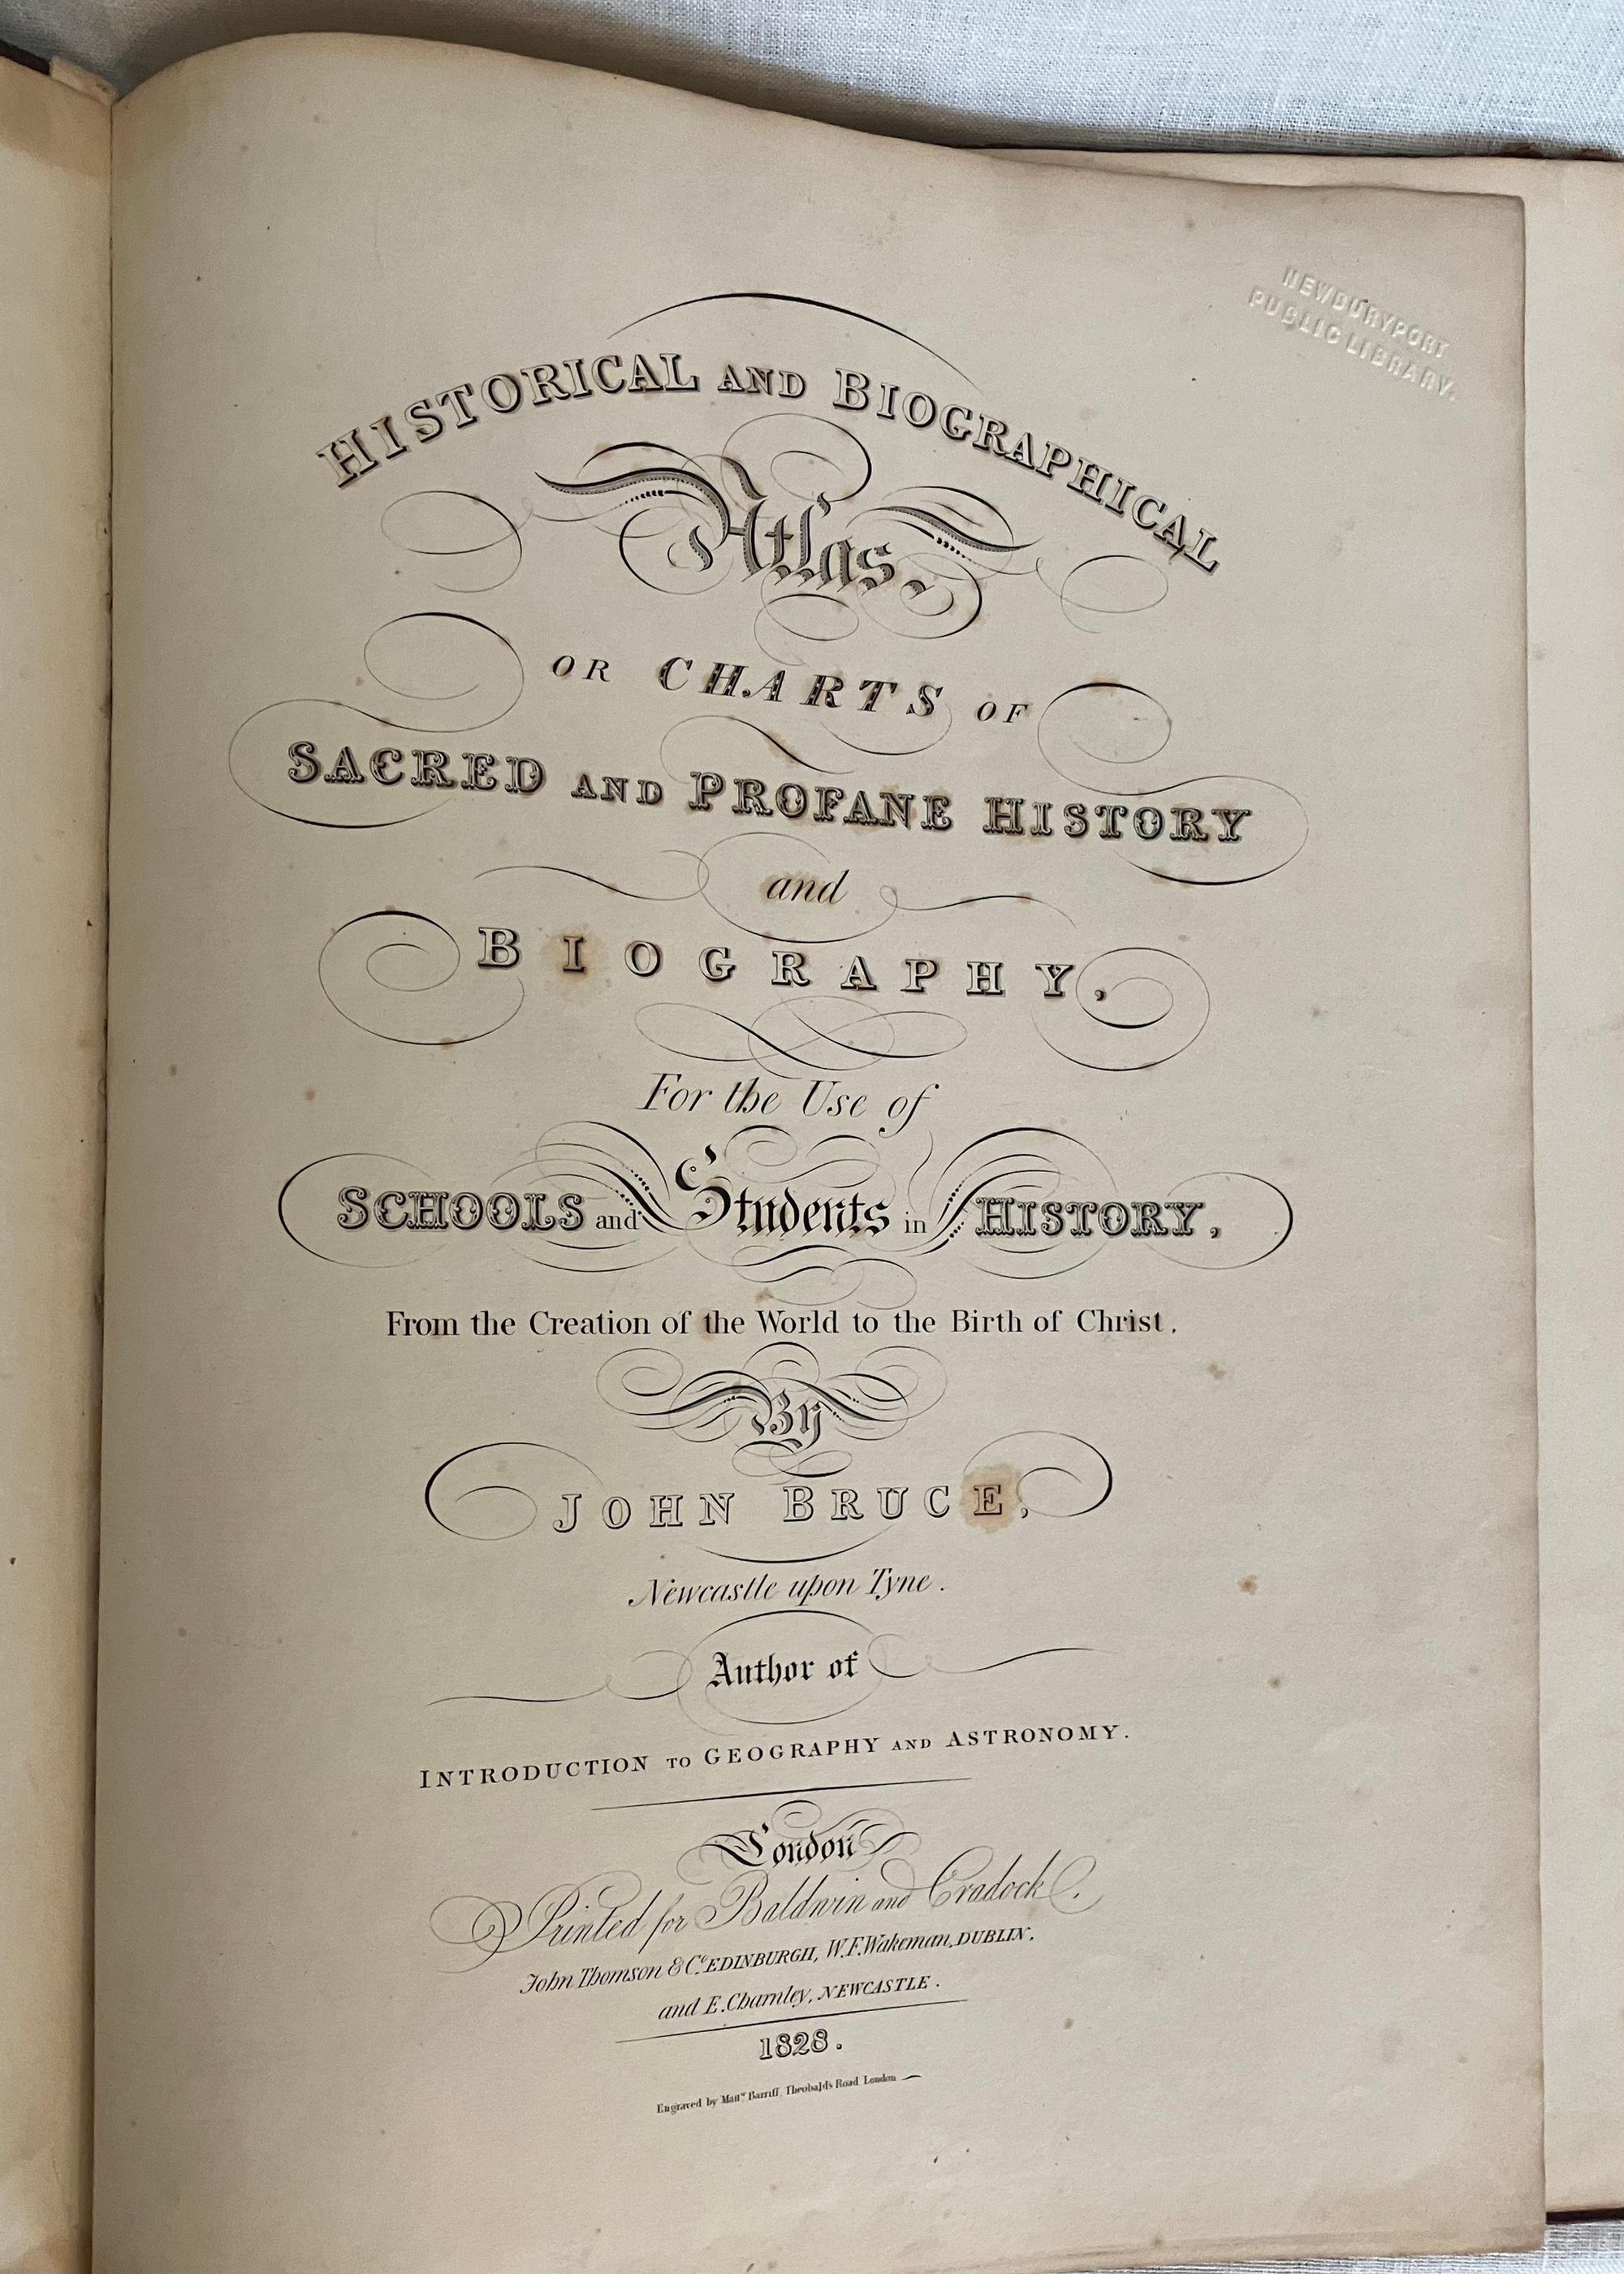 NEWBURYPORT
PUBLIC LIBRARY.
HISTORICAL AND BIOGRAPHICAL
Atlas,
OR CHARTS OF
SACRED AND PROFANE HISTORY
and
BIOGRAPHY,
For the Use of
SCHOOLS and Students in HISTORY,
From the Creation of the World to the Birth of Christ,
By
JOHN BRUCE,
Newcastle upon Tyne.
Author of
INTRODUCTION TO GEOGRAPHY AND ASTRONOMY.
London
Printed for Baldwin and Cradock.
John Thomson & Co. EDINBURGH, W.F. Wakeman, DUBLIN,
and E. Charnley, NEWCASTLE.
1828.
Engraved by Barriff, Theobald's Road London